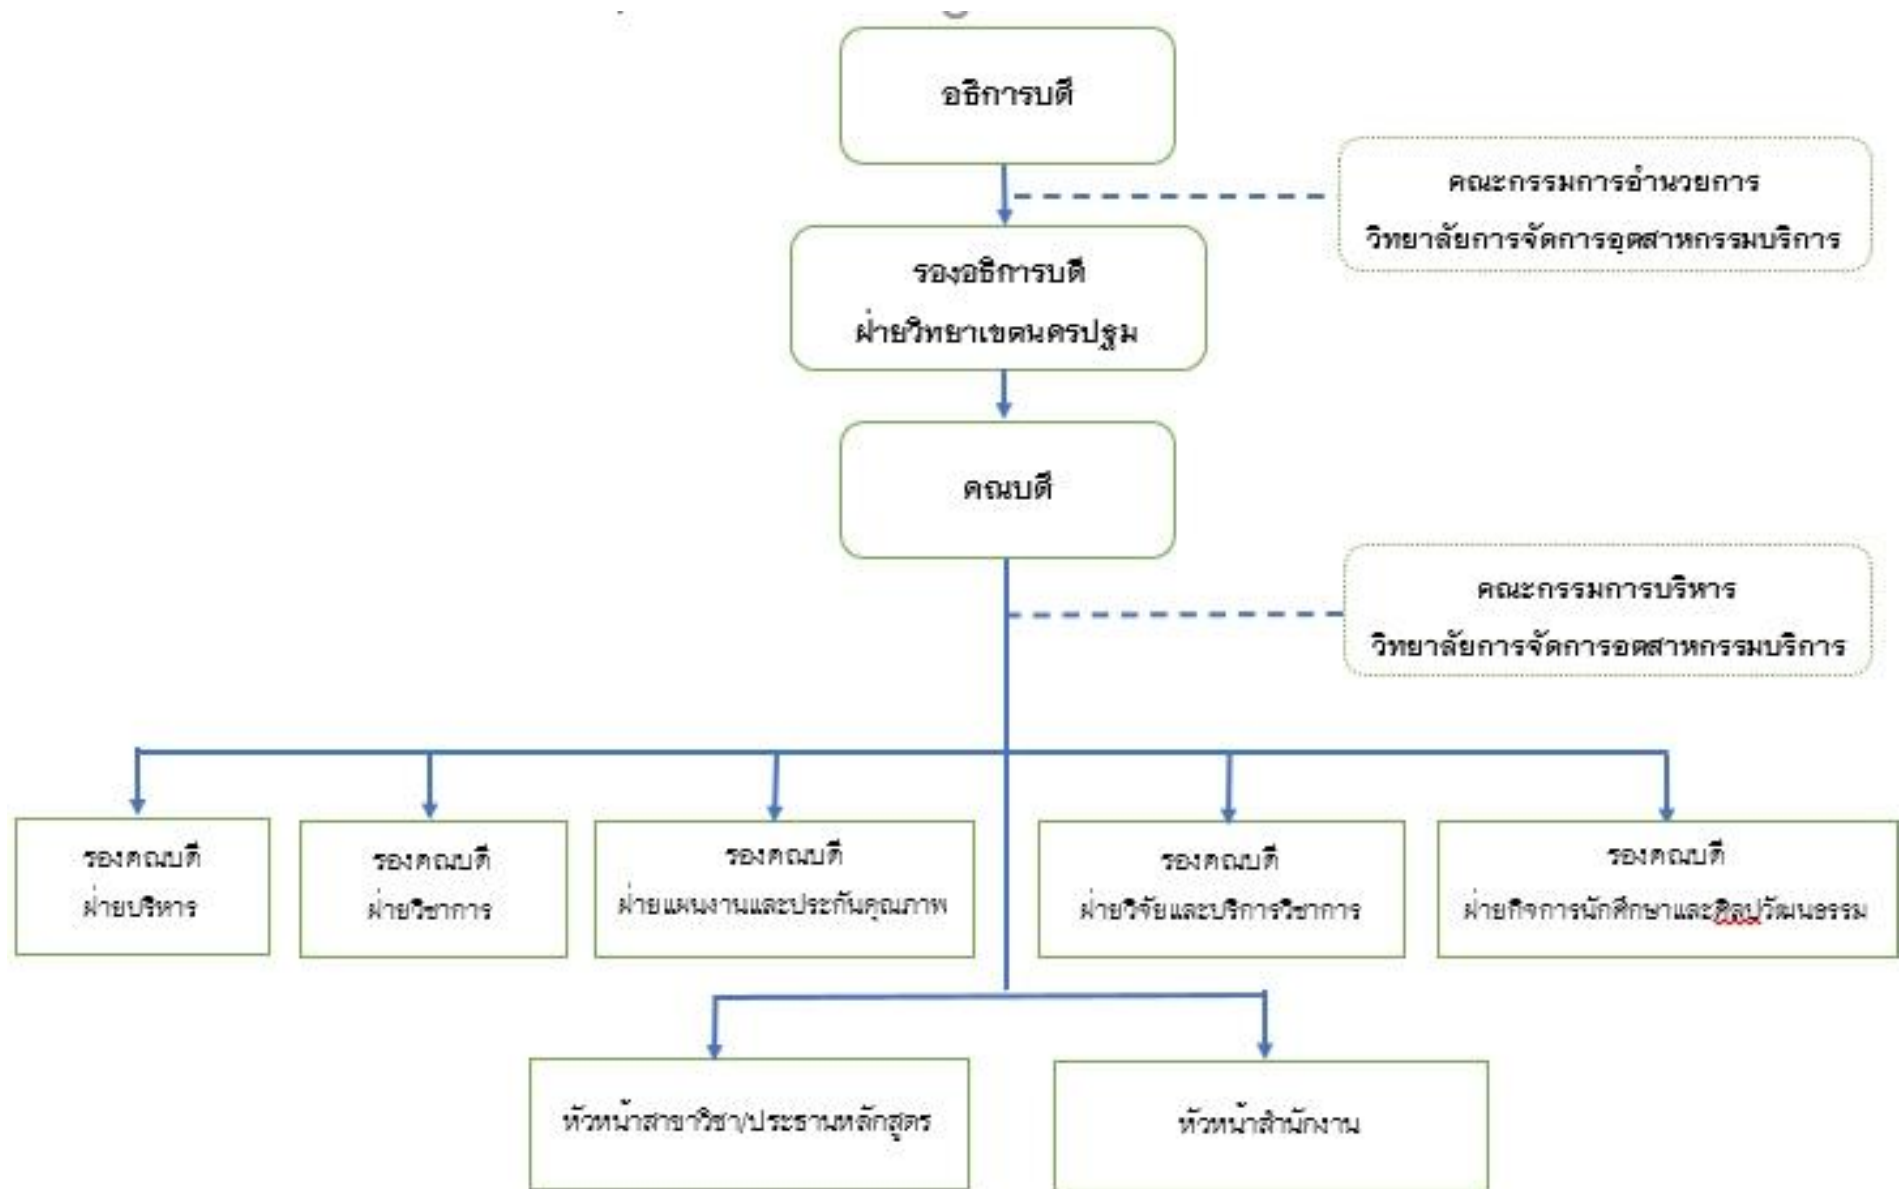 อธิการบดี
คณะกรรมการอำนวยการ
วิทยาลัยการจัดการอุตสาหกรรมบริการ
รองอธิการบดี
ฝ่ายวิทยาเขตนครปฐม
คณบดี
คณะกรรมการบริหาร
วิทยาลัยการจัดการอตสาหกรรมบริการ
รองคณบดี
ฝ่ายบริหาร
รองคณบดี
ฝ่ายวิชาการ
รองคณบดี
ฝ่ายแผนงานและประกันคุณภาพ
รองคณบดี
ฝ่ายวิจัยและบริการวิชาการ
รองคณบดี
ฝ่ายกิจการนักศึกษาและศิลปวัฒนธรรม
หัวหน้าสาขาวิชา/ประธานหลักสูตร
หัวหน้าสำนักงาน